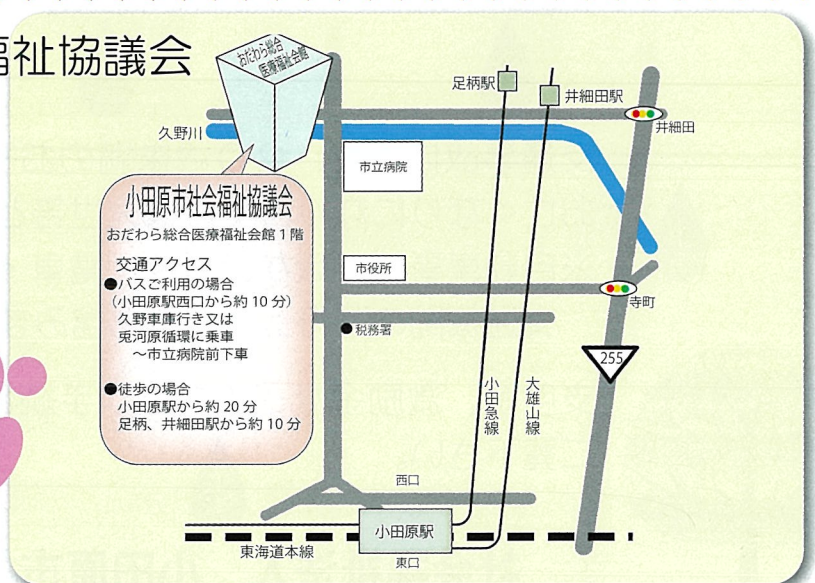 福祉協議会
おだわら総合
医療福祉会館
足柄駅
井細田駅
久野川
井細田
市立病院
小田原市社会福祉協議会
おだわら総合医療福祉会館1階
交通アクセス
●バスご利用の場合
(小田原駅西口から約10分)
久野車庫行き又は
兎河原循環に乗車
～市立病院前下車
●徒歩の場合
小田原駅から約20分
足柄、井細田駅から約10分
市役所
寺町
税務署
255
小田急線
大雄山線
西口
小田原駅
東海道本線
東口